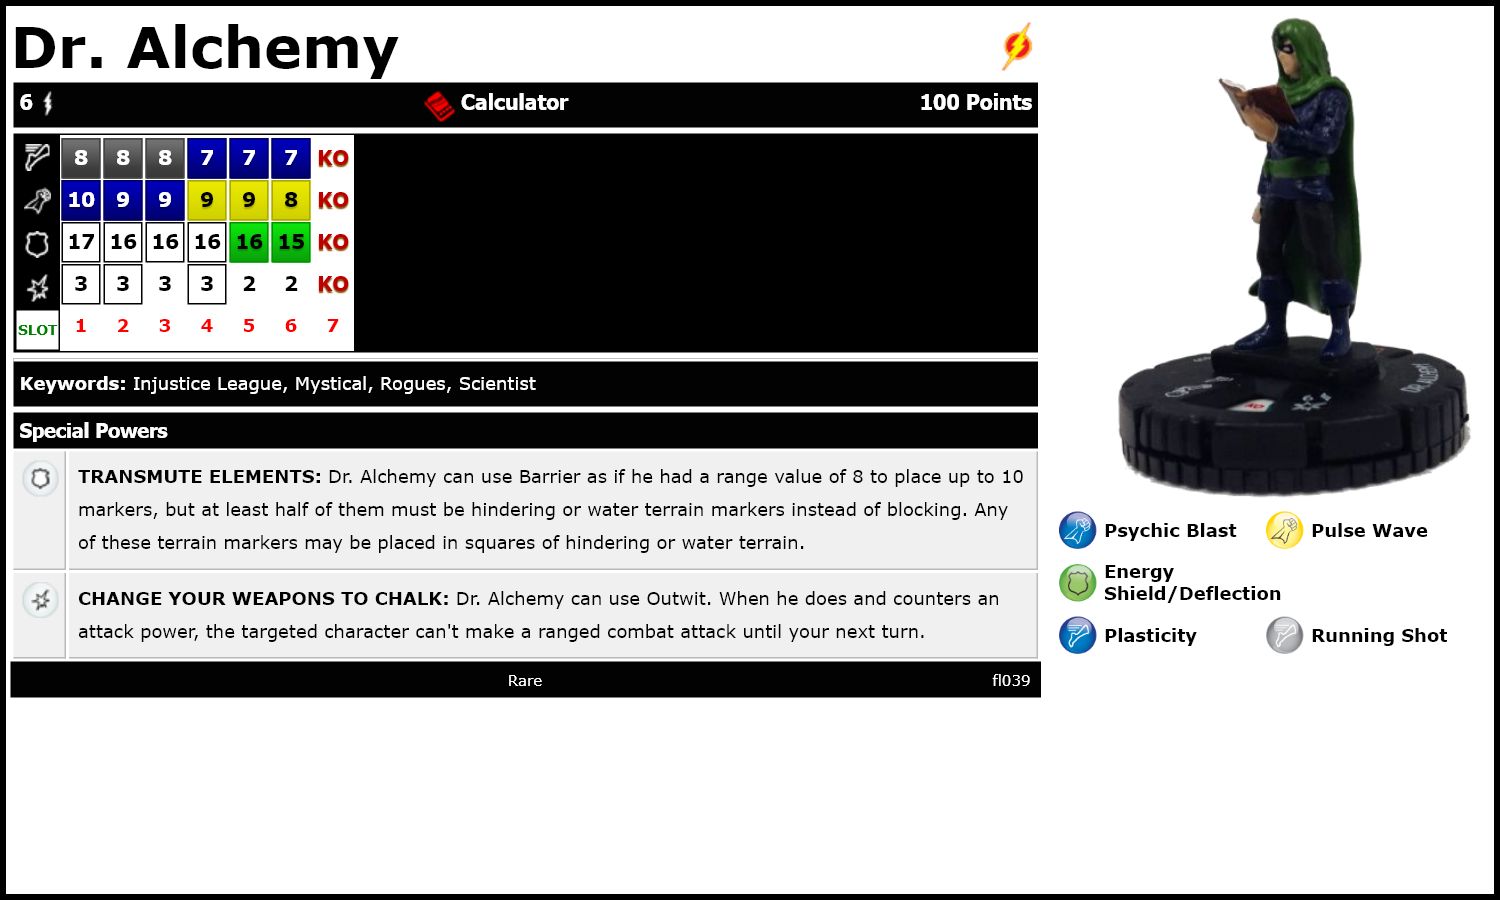 Dr. Alchemy
6 Calculator 100 Points
8 8 8 7 7 7 KO
10 9 9 9 9 8 KO
17 16 16 16 16 15 KO
3 3 3 3 2 2 KO
SLOT 1 2 3 4 5 6 7
Keywords: Injustice League, Mystical, Rogues, Scientist
Special Powers
TRANSMUTE ELEMENTS: Dr. Alchemy can use Barrier as if he had a range value of 8 to place up to 10
markers, but at least half of them must be hindering or water terrain markers instead of blocking. Any
of these terrain markers may be placed in squares of hindering or water terrain.
CHANGE YOUR WEAPONS TO CHALK: Dr. Alchemy can use Outwit. When he does and counters an
attack power, the targeted character can't make a ranged combat attack until your next turn.
Rare fl039
KO
Psychic Blast Pulse Wave
Energy
Shield/Deflection
Plasticity Running Shot